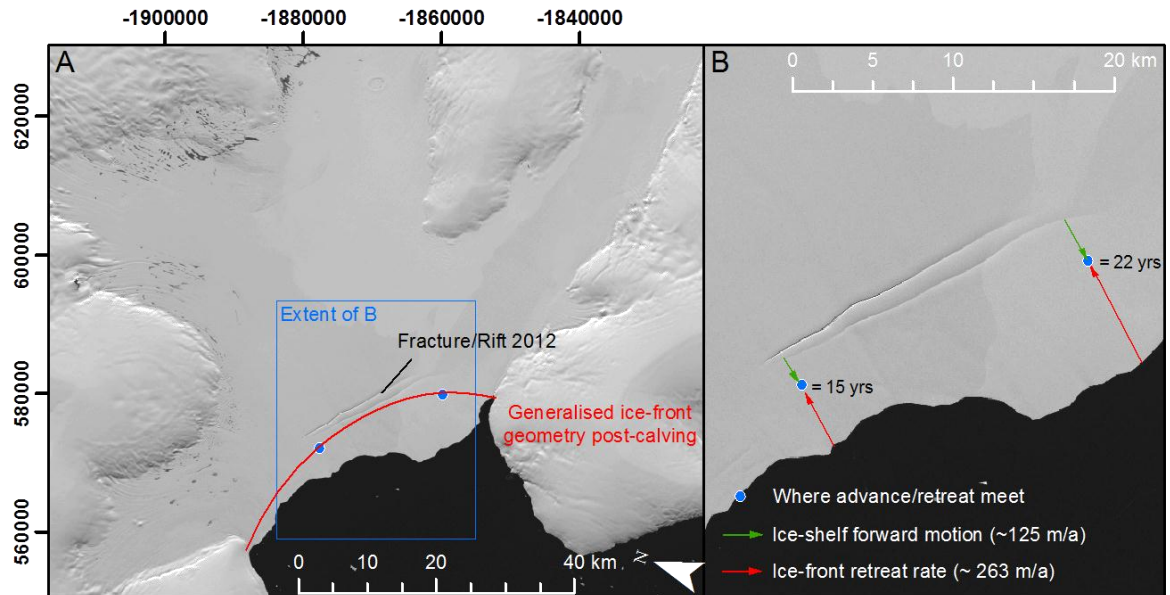 -1900000 -1880000 -1860000 -1840000
A
620000
600000
580000
560000
Extent of B
Fracture/Rift 2012
Generalised ice-front
geometry post-calving
0 10 20 40 km
N
B
0 5 10 20 km
= 22 yrs
= 15 yrs
Where advance/retreat meet
Ice-shelf forward motion (~125 m/a)
Ice-front retreat rate (~ 263 m/a)